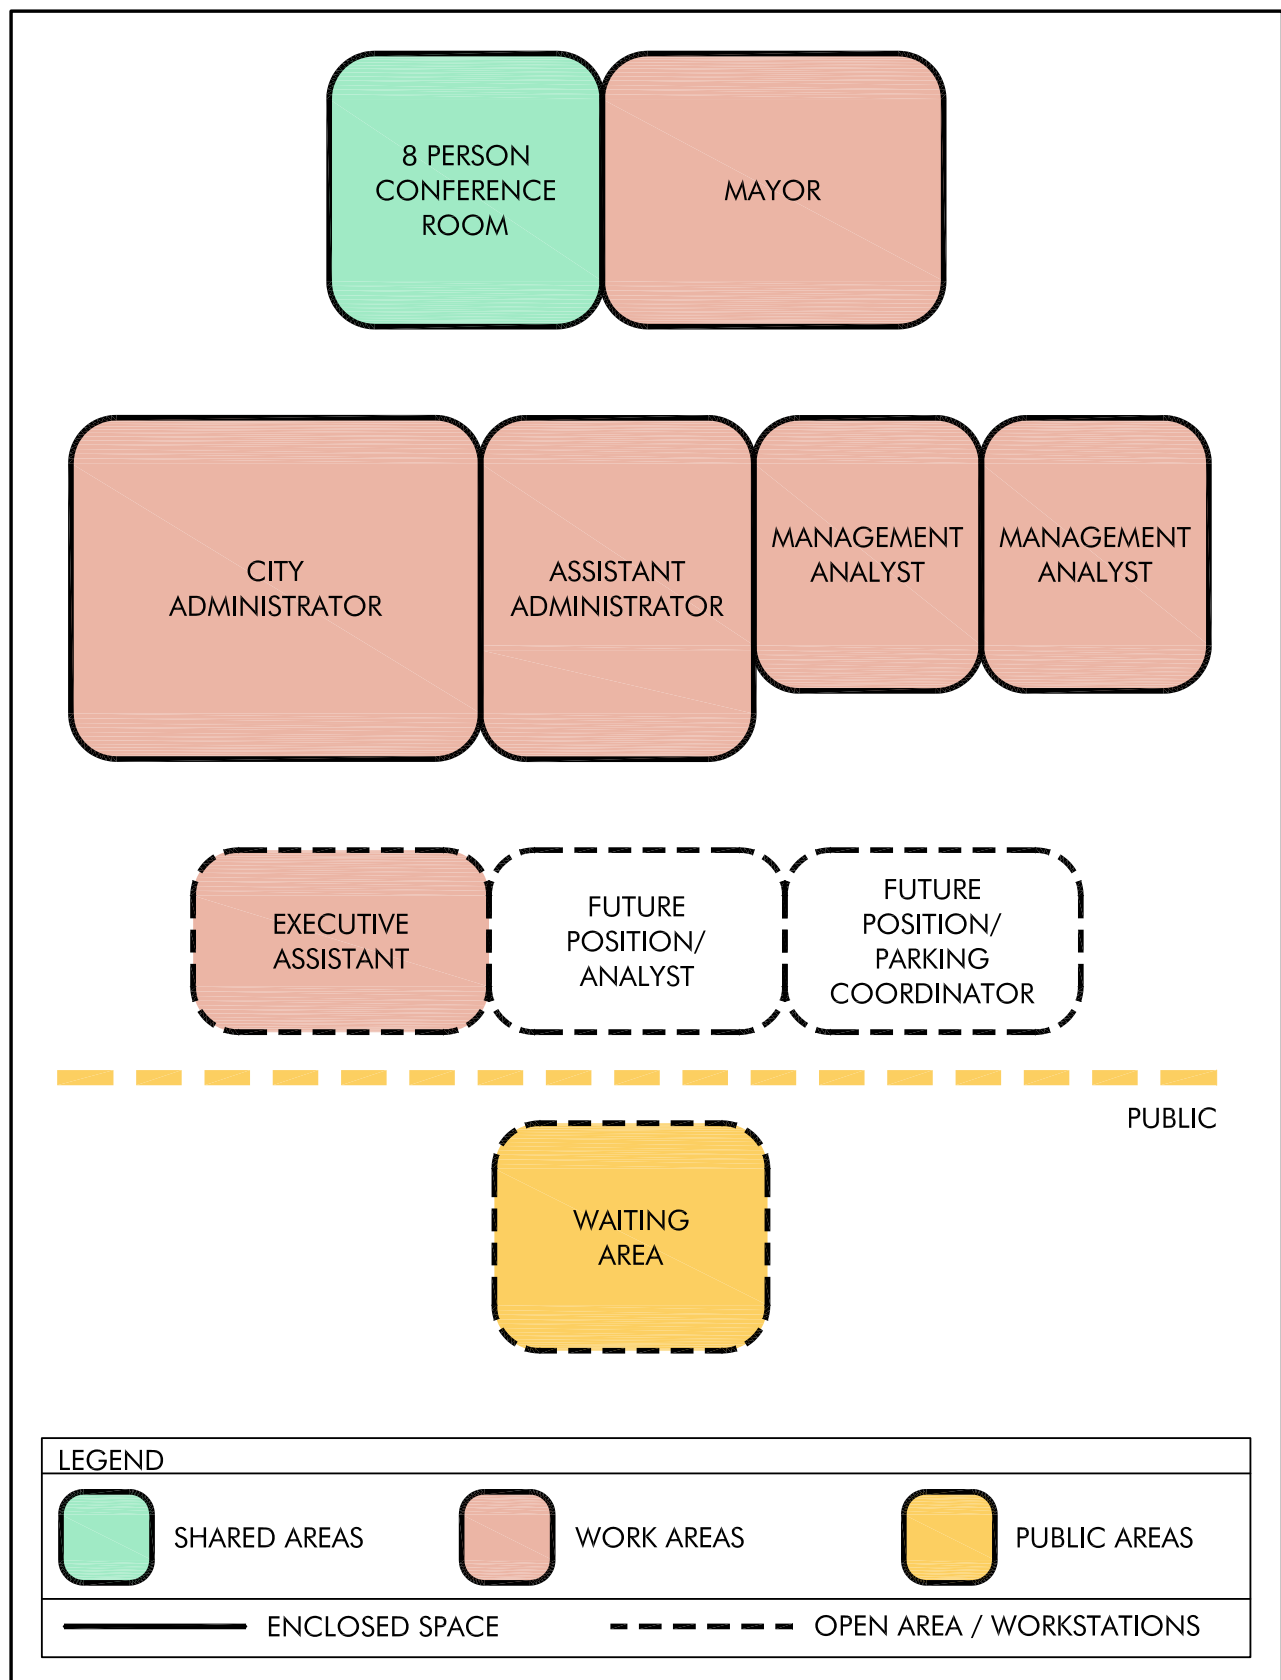 8 PERSON
CONFERENCE
ROOM
MAYOR
CITY
ADMINISTRATOR
ASSISTANT
ADMINISTRATOR
MANAGEMENT
ANALYST
MANAGEMENT
ANALYST
EXECUTIVE
ASSISTANT
FUTURE
POSITION/
ANALYST
FUTURE
POSITION/
PARKING
COORDINATOR
PUBLIC
WAITING
AREA
LEGEND
SHARED AREAS
WORK AREAS
PUBLIC AREAS
ENCLOSED SPACE
OPEN AREA / WORKSTATIONS